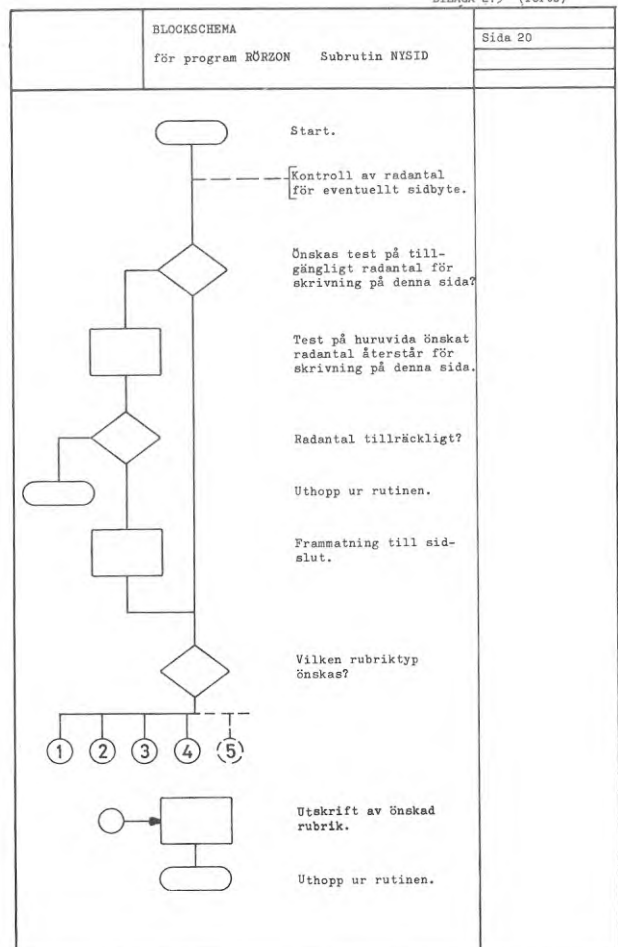 BLOCKSCHEMA
för program RÖRZON Subrutin NYSID
Sida 20
Start.
Kontroll av radantal
för eventuellt sidbyte.
Önskas test på till-
gängligt radantal för
skrivning på denna sida?
Test på huruvida önskat
radantal återstår för
skrivning på denna sida.
Radantal tillräckligt?
Uthopp ur rutinen.
Frammatning till sid-
slut.
Vilken rubriktyp
önskas?
1 2 3 4 (5)
Utskrift av önskad
rubrik.
Uthopp ur rutinen.